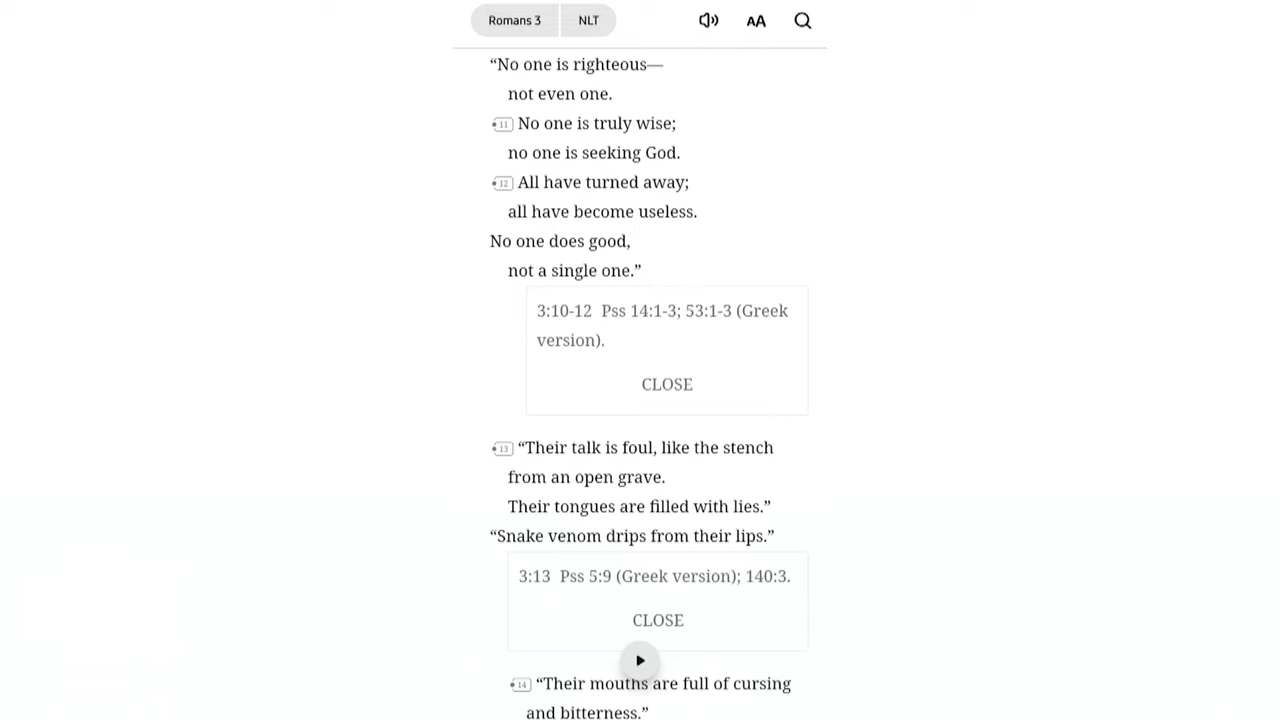 Romans 3 NLT AA
“No one is righteous—
not even one.
11 No one is truly wise;
no one is seeking God.
12 All have turned away;
all have become useless.
No one does good,
not a single one.”
3:10-12 Pss 14:1-3; 53:1-3 (Greek
version).
CLOSE
13 “Their talk is foul, like the stench
from an open grave.
Their tongues are filled with lies.”
“Snake venom drips from their lips.”
3:13 Pss 5:9 (Greek version); 140:3.
CLOSE
14 “Their mouths are full of cursing
and bitterness.”